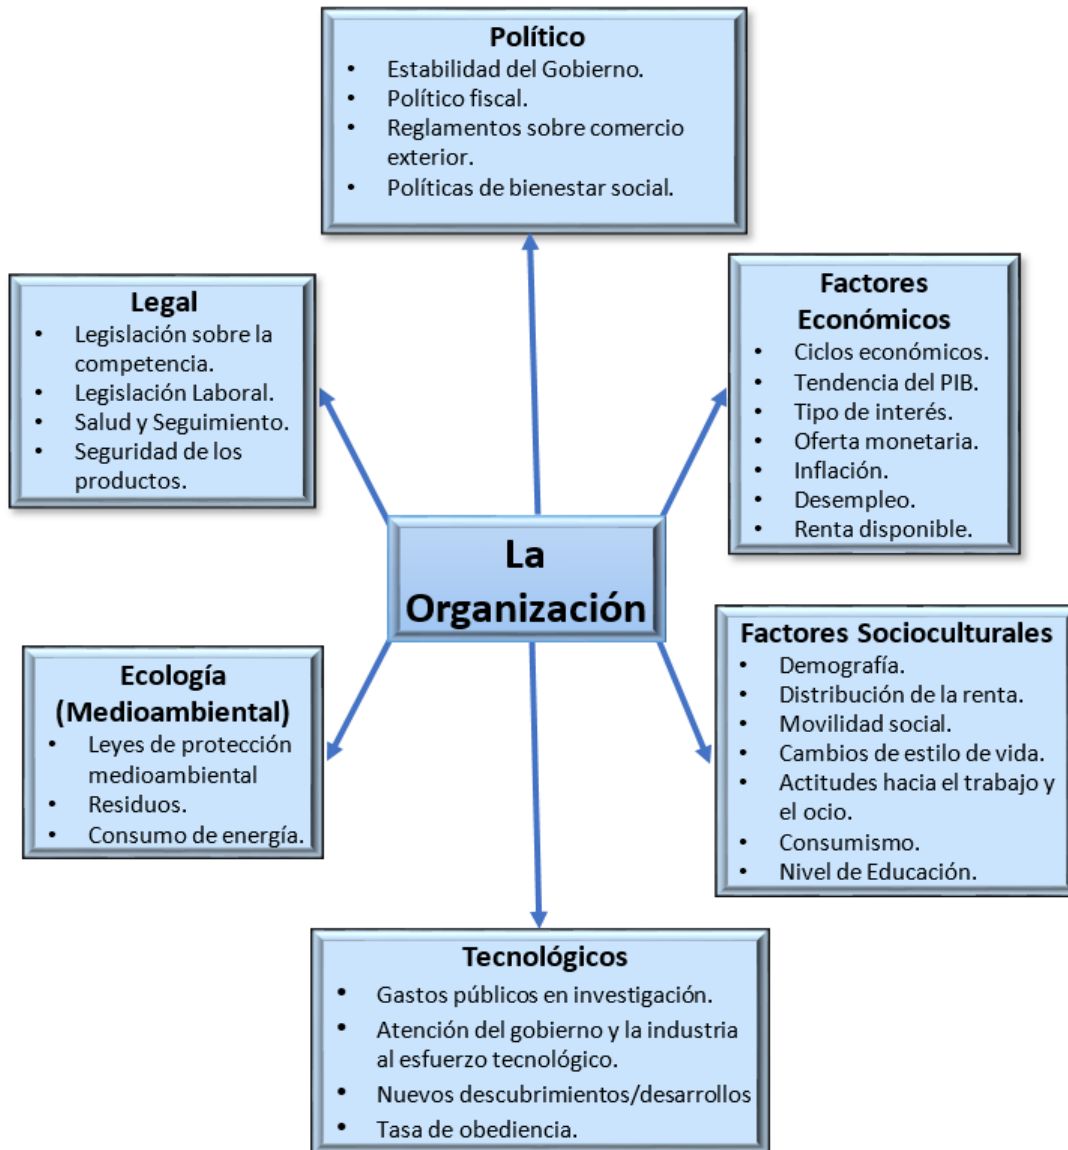 Político
• Estabilidad del Gobierno.
• Político fiscal.
• Reglamentos sobre comercio
exterior.
• Políticas de bienestar social.
Legal
• Legislación sobre la
competencia.
• Legislación Laboral.
• Salud y Seguimiento.
• Seguridad de los
productos.
Factores
Económicos
• Ciclos económicos.
• Tendencia del PIB.
• Tipo de interés.
• Oferta monetaria.
• Inflación.
• Desempleo.
• Renta disponible.
La
Organización
Ecología
(Medioambiental)
• Leyes de protección
medioambiental
• Residuos.
• Consumo de energía.
Factores Socioculturales
• Demografía.
• Distribución de la renta.
• Movilidad social.
• Cambios de estilo de vida.
• Actitudes hacia el trabajo y
el ocio.
• Consumismo.
• Nivel de Educación.
Tecnológicos
• Gastos públicos en investigación.
• Atención del gobierno y la industria
al esfuerzo tecnológico.
• Nuevos descubrimientos/desarrollos
• Tasa de obediencia.